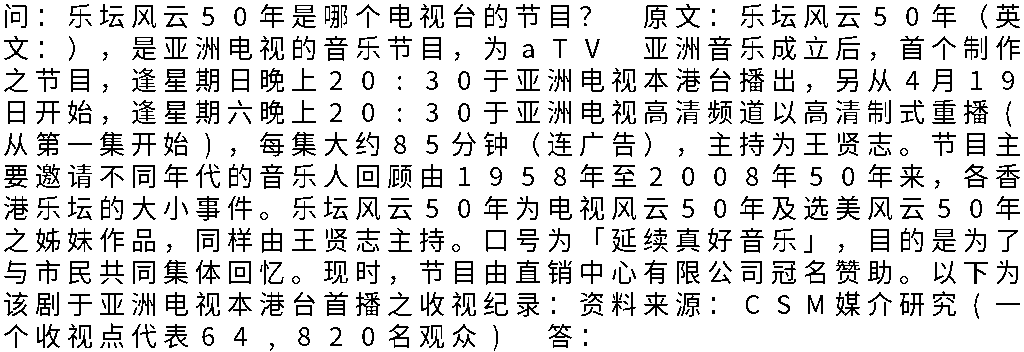 问：乐坛风云50年是哪个电视台的节目？ 原文：乐坛风云50年（英
文：），是亚洲电视的音乐节目，为aTV 亚洲音乐成立后，首个制作
之节目，逢星期日晚上20:30于亚洲电视本港台播出，另从4月19
日开始，逢星期六晚上20:30于亚洲电视高清频道以高清制式重播(
从第一集开始)，每集大约85分钟（连广告），主持为王贤志。节目主
要邀请不同年代的音乐人回顾由1958年至2008年50年来，各香
港乐坛的大小事件。乐坛风云50年为电视风云50年及选美风云50年
之姊妹作品，同样由王贤志主持。口号为「延续真好音乐」，目的是为了
与市民共同集体回忆。现时，节目由直销中心有限公司冠名赞助。以下为
该剧于亚洲电视本港台首播之收视纪录：资料来源：CSM媒介研究(一
个收视点代表64,820名观众) 答：